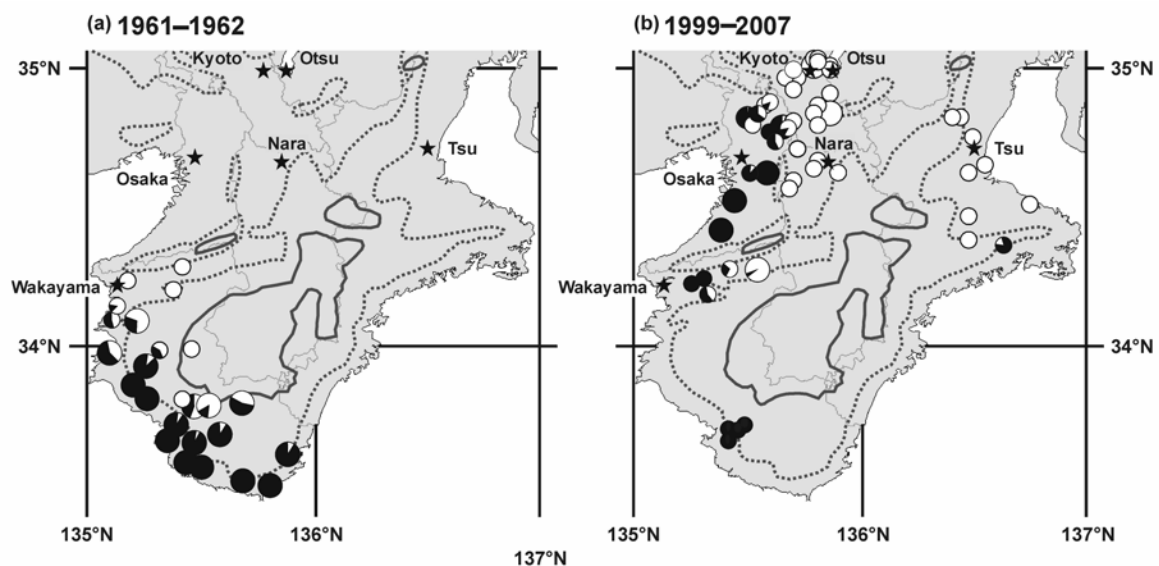 (a) 1961–1962
Kyoto
Otsu
35°N
Nara
Tsu
Osaka
Wakayama
34°N
135°N
136°N
137°N
(b) 1999–2007
Kyoto
Otsu
35°N
Nara
Tsu
Osaka
Wakayama
34°N
135°N
136°N
137°N